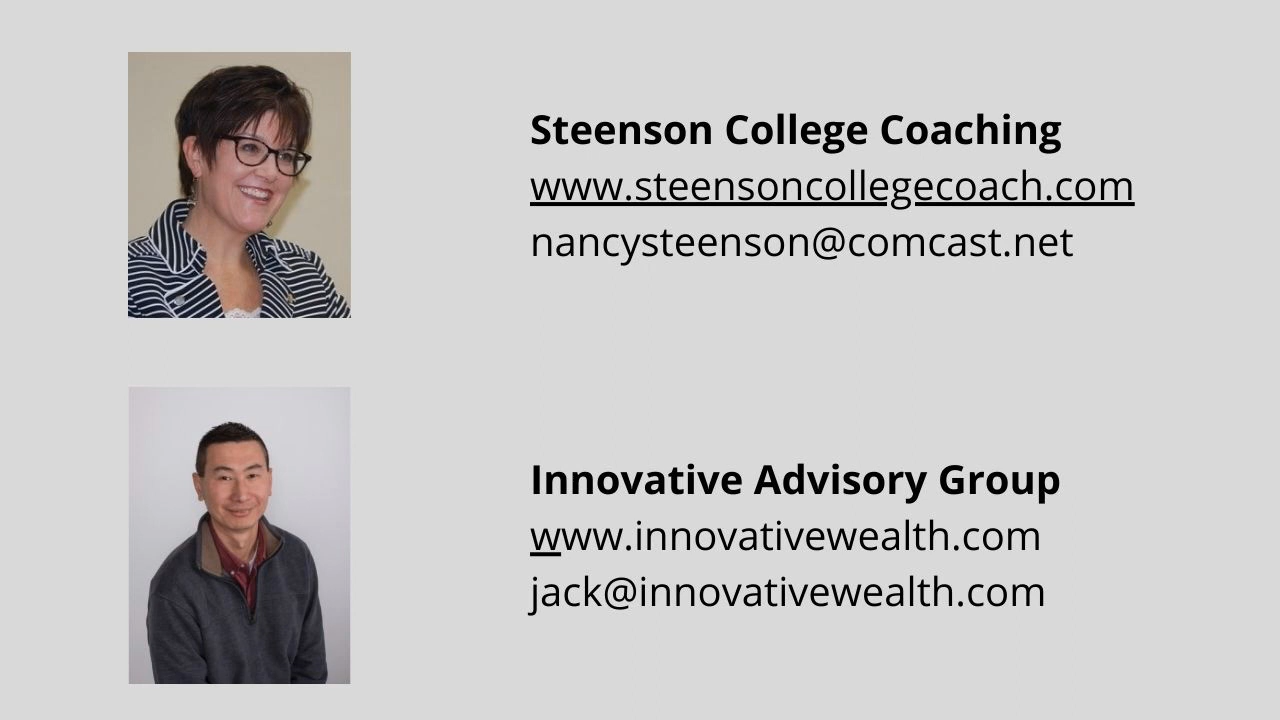 Steenson College Coaching
www.steensoncollegecoach.com
nancysteenson@comcast.net
Innovative Advisory Group
www.innovativewealth.com
jack@innovativewealth.com